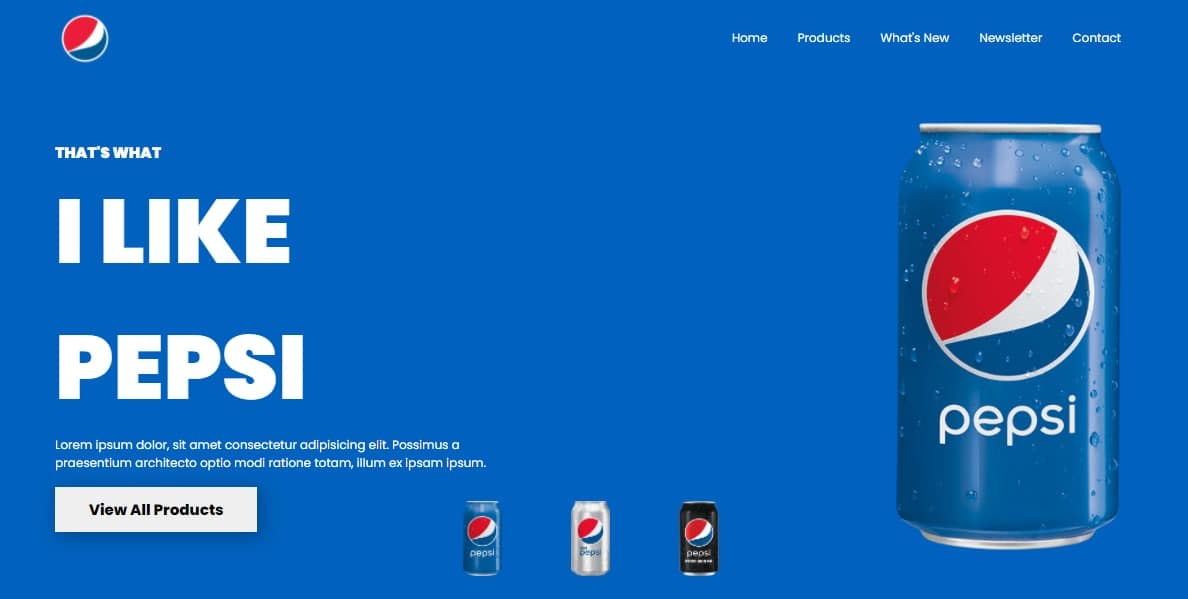 Home Products What's New Newsletter Contact
THAT'S WHAT
I LIKE
PEPSI
Lorem ipsum dolor, sit amet consectetur adipisicing elit. Possimus a
praesentium architecto optio modi ratione totam, illum ex ipsam ipsum.
View All Products
pepsi
pepsi
pepsi
pepsi